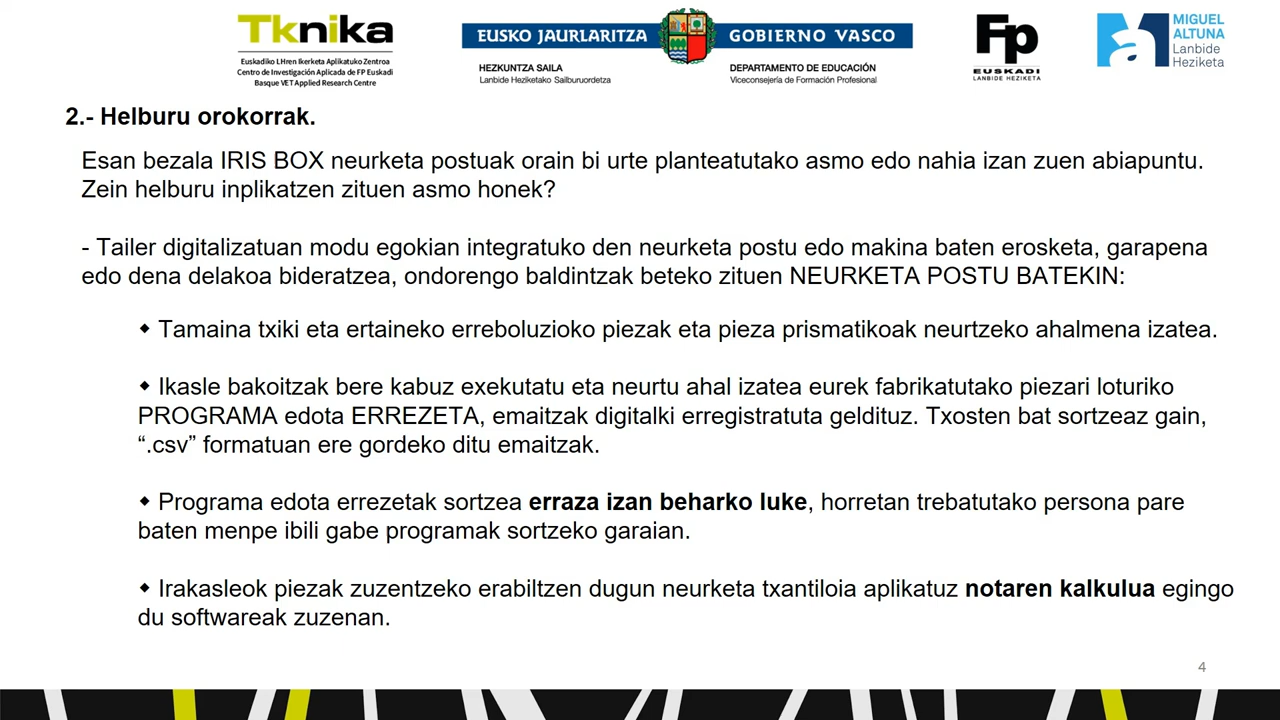 Tknika
Euskadiko LHren Ikerketa Aplikatuko Zentroa
Centro de Investigación Aplicada de FP Euskadi
Basque VET Applied Research Centre
EUSKO JAURLARITZA
GOBIERNO VASCO
HEZKUNTZA SAILA
Lanbide Heziketako Sailburuordetza
DEPARTAMENTO DE EDUCACIÓN
Viceconsejería de Formación Profesional
Fp
EUSKADI
LANBIDE HEZIKETA
Ma
MIGUEL
ALTUNA
Lanbide
Heziketa
2.- Helburu orokorrak.
Esan bezala IRIS BOX neurketa postuak orain bi urte planteatutako asmo edo nahia izan zuen abiapuntu.
Zein helburu inplikatzen zituen asmo honek?
- Tailer digitalizatuan modu egokian integratuko den neurketa postu edo makina baten erosketa, garapena
edo dena delakoa bideratzea, ondorengo baldintzak beteko zituen NEURKETA POSTU BATEKIN:
◆ Tamaina txiki eta ertaineko erreboluzioko piezak eta pieza prismatikoak neurtzeko ahalmena izatea.
◆ Ikasle bakoitzak bere kabuz exekutatu eta neurtu ahal izatea eurek fabrikatutako piezari loturiko
PROGRAMA edota ERREZETA, emaitzak digitalki erregistratuta geldituz. Txosten bat sortzeaz gain,
“.csv” formatuan ere gordeko ditu emaitzak.
◆ Programa edota errezetak sortzea erraza izan beharko luke, horretan trebatutako persona pare
baten menpe ibili gabe programak sortzeko garaian.
◆ Irakasleok piezak zuzentzeko erabiltzen dugun neurketa txantiloia aplikatuz notaren kalkulua egingo
du softwareak zuzenan.
4